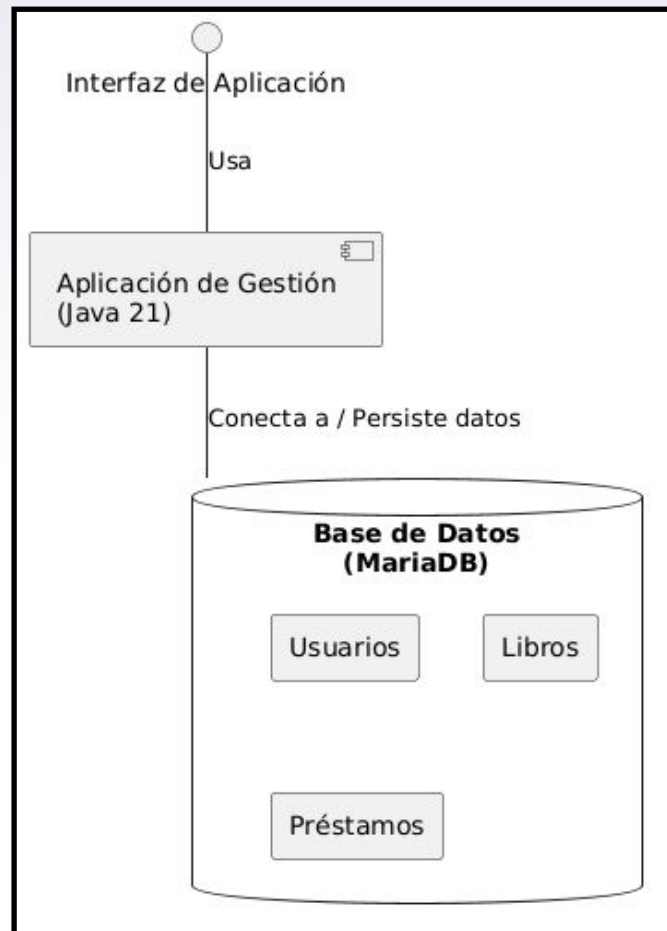 Interfaz de Aplicación
Usa
Aplicación de Gestión
(Java 21)
Conecta a / Persiste datos
Base de Datos
(MariaDB)
Usuarios
Libros
Préstamos